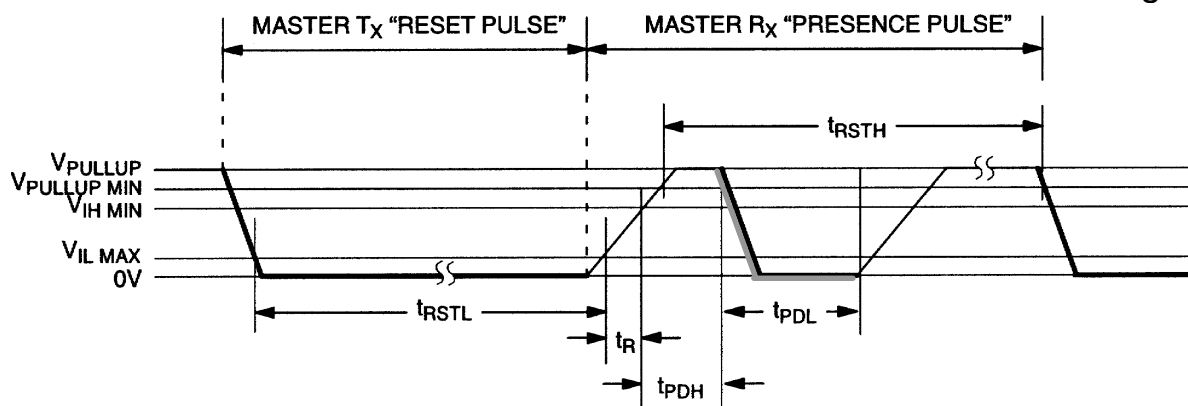 g
MASTER TX “RESET PULSE”
MASTER RX “PRESENCE PULSE”
tRSTH
VPULLUP
VPULLUP MIN
VIH MIN
VIL MAX
0V
tRSTL
tR
tPDL
tPDH